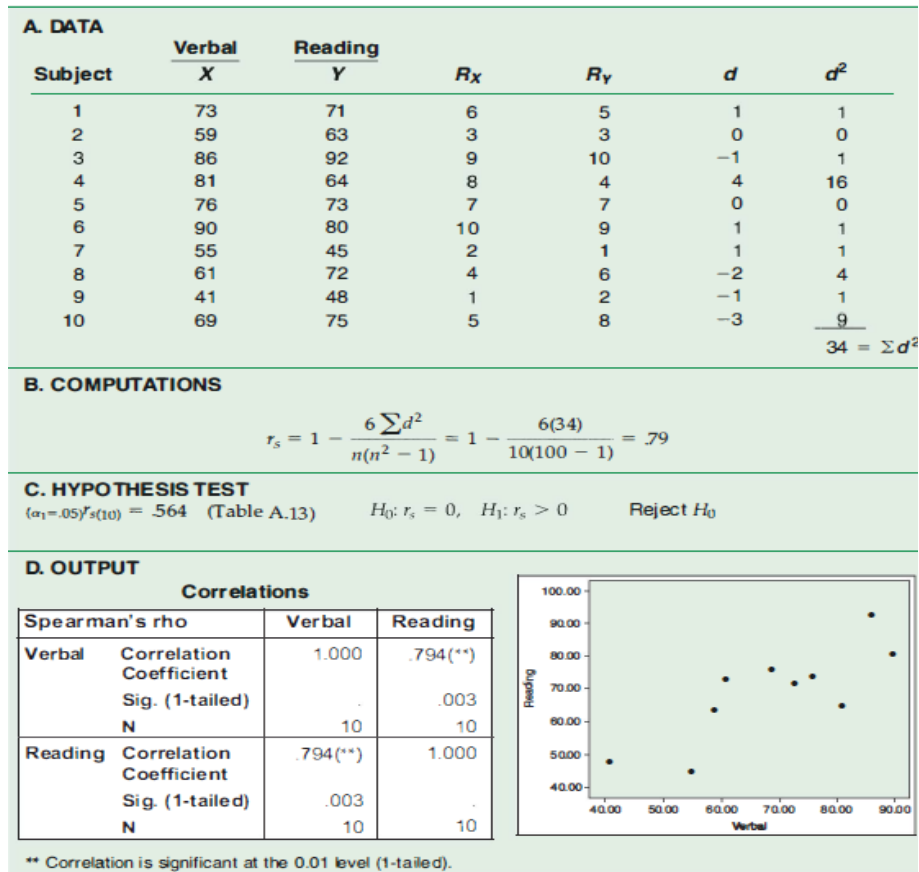 A. DATA
Verbal Reading
Subject X Y Rx RY d d²
1 73 71 6 5 1 1
2 59 63 3 3 0 0
3 86 92 9 10 −1 1
4 81 64 8 4 4 16
5 76 73 7 7 0 0
6 90 80 10 9 1 1
7 55 45 2 1 1 1
8 61 72 4 6 −2 4
9 41 48 1 2 −1 1
10 69 75 5 8 −3 9
34 = Σd²
B. COMPUTATIONS
rs = 1 − 6 Σd² / n(n² − 1) = 1 − 6(34) / 10(100 − 1) = .79
C. HYPOTHESIS TEST
(α₁=.05)rs(10) = .564 (Table A.13) H₀: rs = 0, H₁: rs > 0 Reject H₀
D. OUTPUT
Correlations
Spearman's rho Verbal Reading
Verbal Correlation Coefficient 1.000 .794(**)
Sig. (1-tailed) . .003
N 10 10
Reading Correlation Coefficient .794(**) 1.000
Sig. (1-tailed) .003 .
N 10 10
** Correlation is significant at the 0.01 level (1-tailed).
100.00
90.00
80.00
70.00
60.00
50.00
40.00
Reading
40.00 50.00 60.00 70.00 80.00 90.00
Verbal